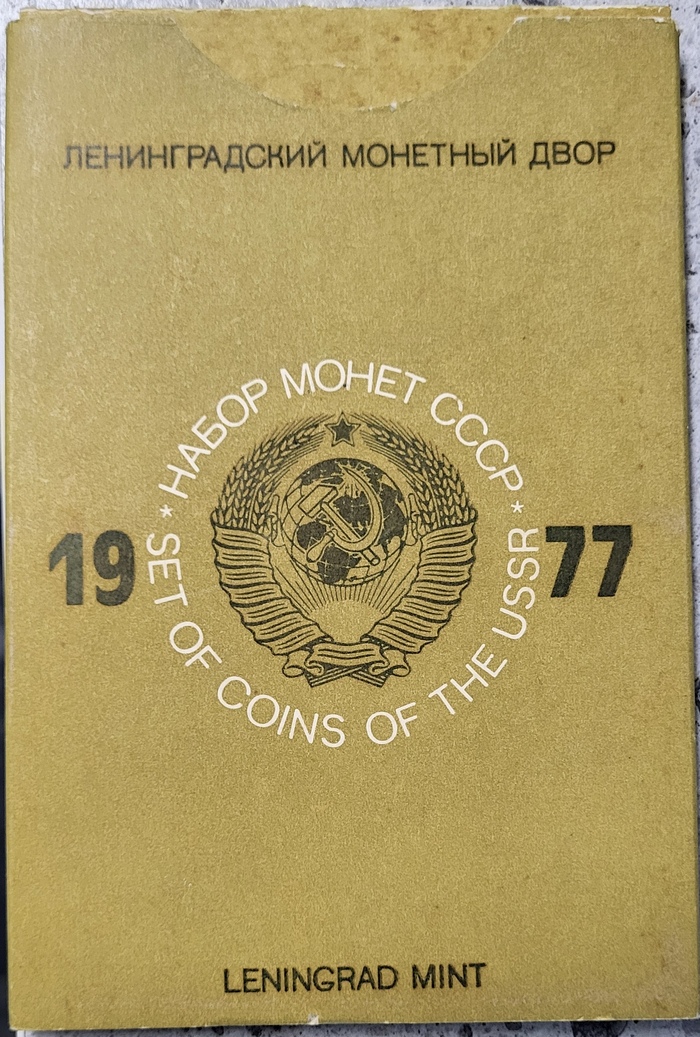 ЛЕНИНГРАДСКИЙ МОНЕТНЫЙ ДВОР
* НАБОР МОНЕТ СССР *
19 77
SET OF COINS OF THE USSR
LENINGRAD MINT